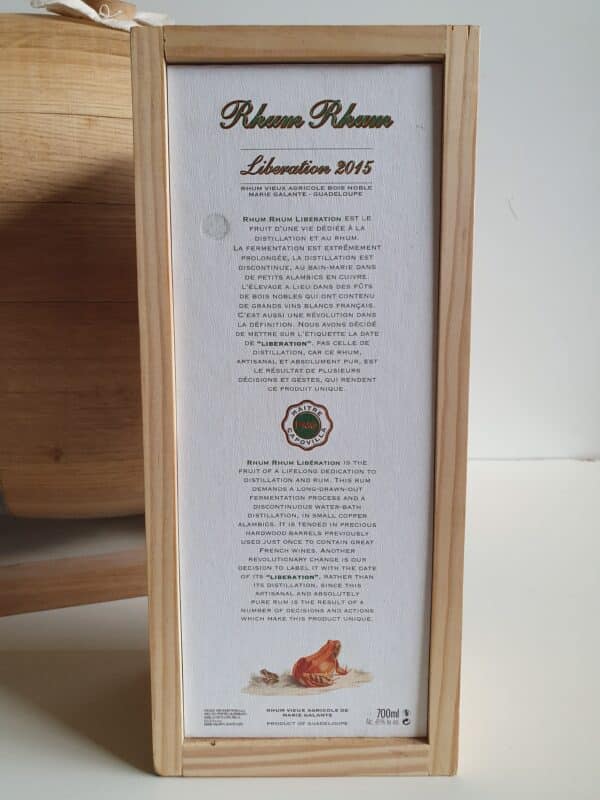 Rhum Rhum
Liberation 2015
RHUM VIEUX AGRICOLE BOIS NOBLE
MARIE GALANTE - GUADELOUPE
RHUM RHUM LIBERATION EST LE
FRUIT D'UNE VIE DÉDIÉE À LA
DISTILLATION ET AU RHUM.
LA FERMENTATION EST EXTRÊMEMENT
PROLONGÉE, LA DISTILLATION EST
DISCONTINUE, AU BAIN-MARIE DANS
DE PETITS ALAMBICS EN CUIVRE.
L'ÉLEVAGE A LIEU DANS DES FÛTS
DE BOIS NOBLES QUI ONT CONTENU
DE GRANDS VINS BLANCS FRANÇAIS.
C'EST AUSSI UNE RÉVOLUTION DANS
LA DÉFINITION. NOUS AVONS DÉCIDÉ
DE METTRE SUR L'ÉTIQUETTE LA DATE
DE "LIBERATION", PAS CELLE DE
DISTILLATION, CAR CE RHUM,
ARTISANAL ET ABSOLUMENT PUR, EST
LE RÉSULTAT DE PLUSIEURS
DÉCISIONS ET GESTES, QUI RENDENT
CE PRODUIT UNIQUE.
MAITRE
CAPOVILLA
RHUM RHUM LIBÉRATION IS THE
FRUIT OF A LIFELONG DEDICATION TO
DISTILLATION AND RUM. THIS RUM
DEMANDS A LONG-DRAWN-OUT
FERMENTATION PROCESS AND A
DISCONTINUOUS WATER-BATH
DISTILLATION, IN SMALL COPPER
ALAMBICS. IT IS TENDED IN PRECIOUS
HARDWOOD BARRELS PREVIOUSLY
USED JUST ONCE TO CONTAIN GREAT
FRENCH WINES. ANOTHER
REVOLUTIONARY CHANGE IS OUR
DECISION TO LABEL IT WITH THE DATE
OF ITS "LIBERATION", RATHER THAN
ITS DISTILLATION, SINCE THIS
ARTISANAL AND ABSOLUTELY
PURE RUM IS THE RESULT OF A
NUMBER OF DECISIONS AND ACTIONS
WHICH MAKE THIS PRODUCT UNIQUE.
RHUM VIEUX AGRICOLE DE
MARIE GALANTE
PRODUCT OF GUADELOUPE
700ml